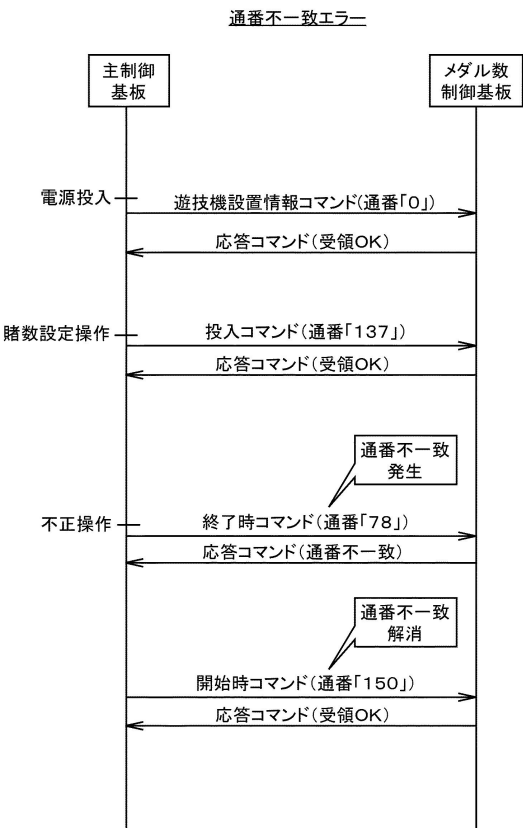 通番不一致エラー
主制御
基板
メダル数
制御基板
電源投入
遊技機設置情報コマンド(通番「0」)
応答コマンド(受領OK)
賭数設定操作
投入コマンド(通番「137」)
応答コマンド(受領OK)
通番不一致
発生
不正操作
終了時コマンド(通番「78」)
応答コマンド(通番不一致)
通番不一致
解消
開始時コマンド(通番「150」)
応答コマンド(受領OK)